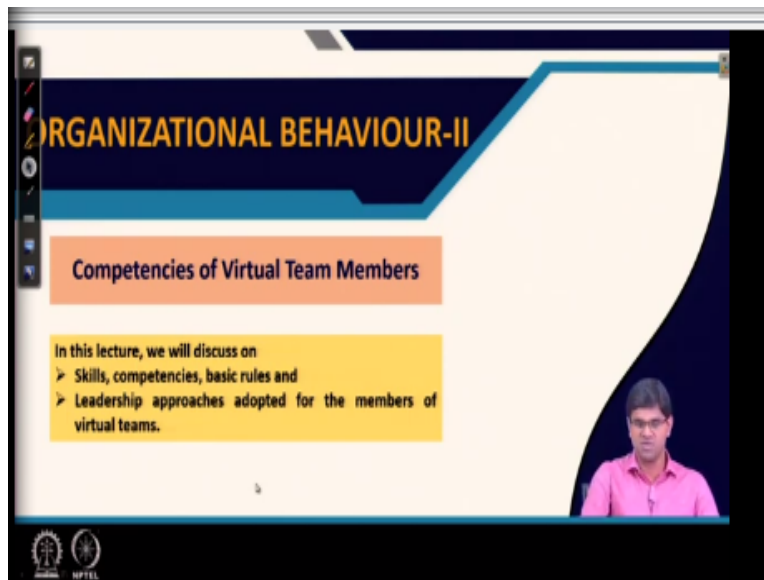 ORGANIZATIONAL BEHAVIOUR-II
Competencies of Virtual Team Members
In this lecture, we will discuss on
➢ Skills, competencies, basic rules and
➢ Leadership approaches adopted for the members of
virtual teams.
NPTEL